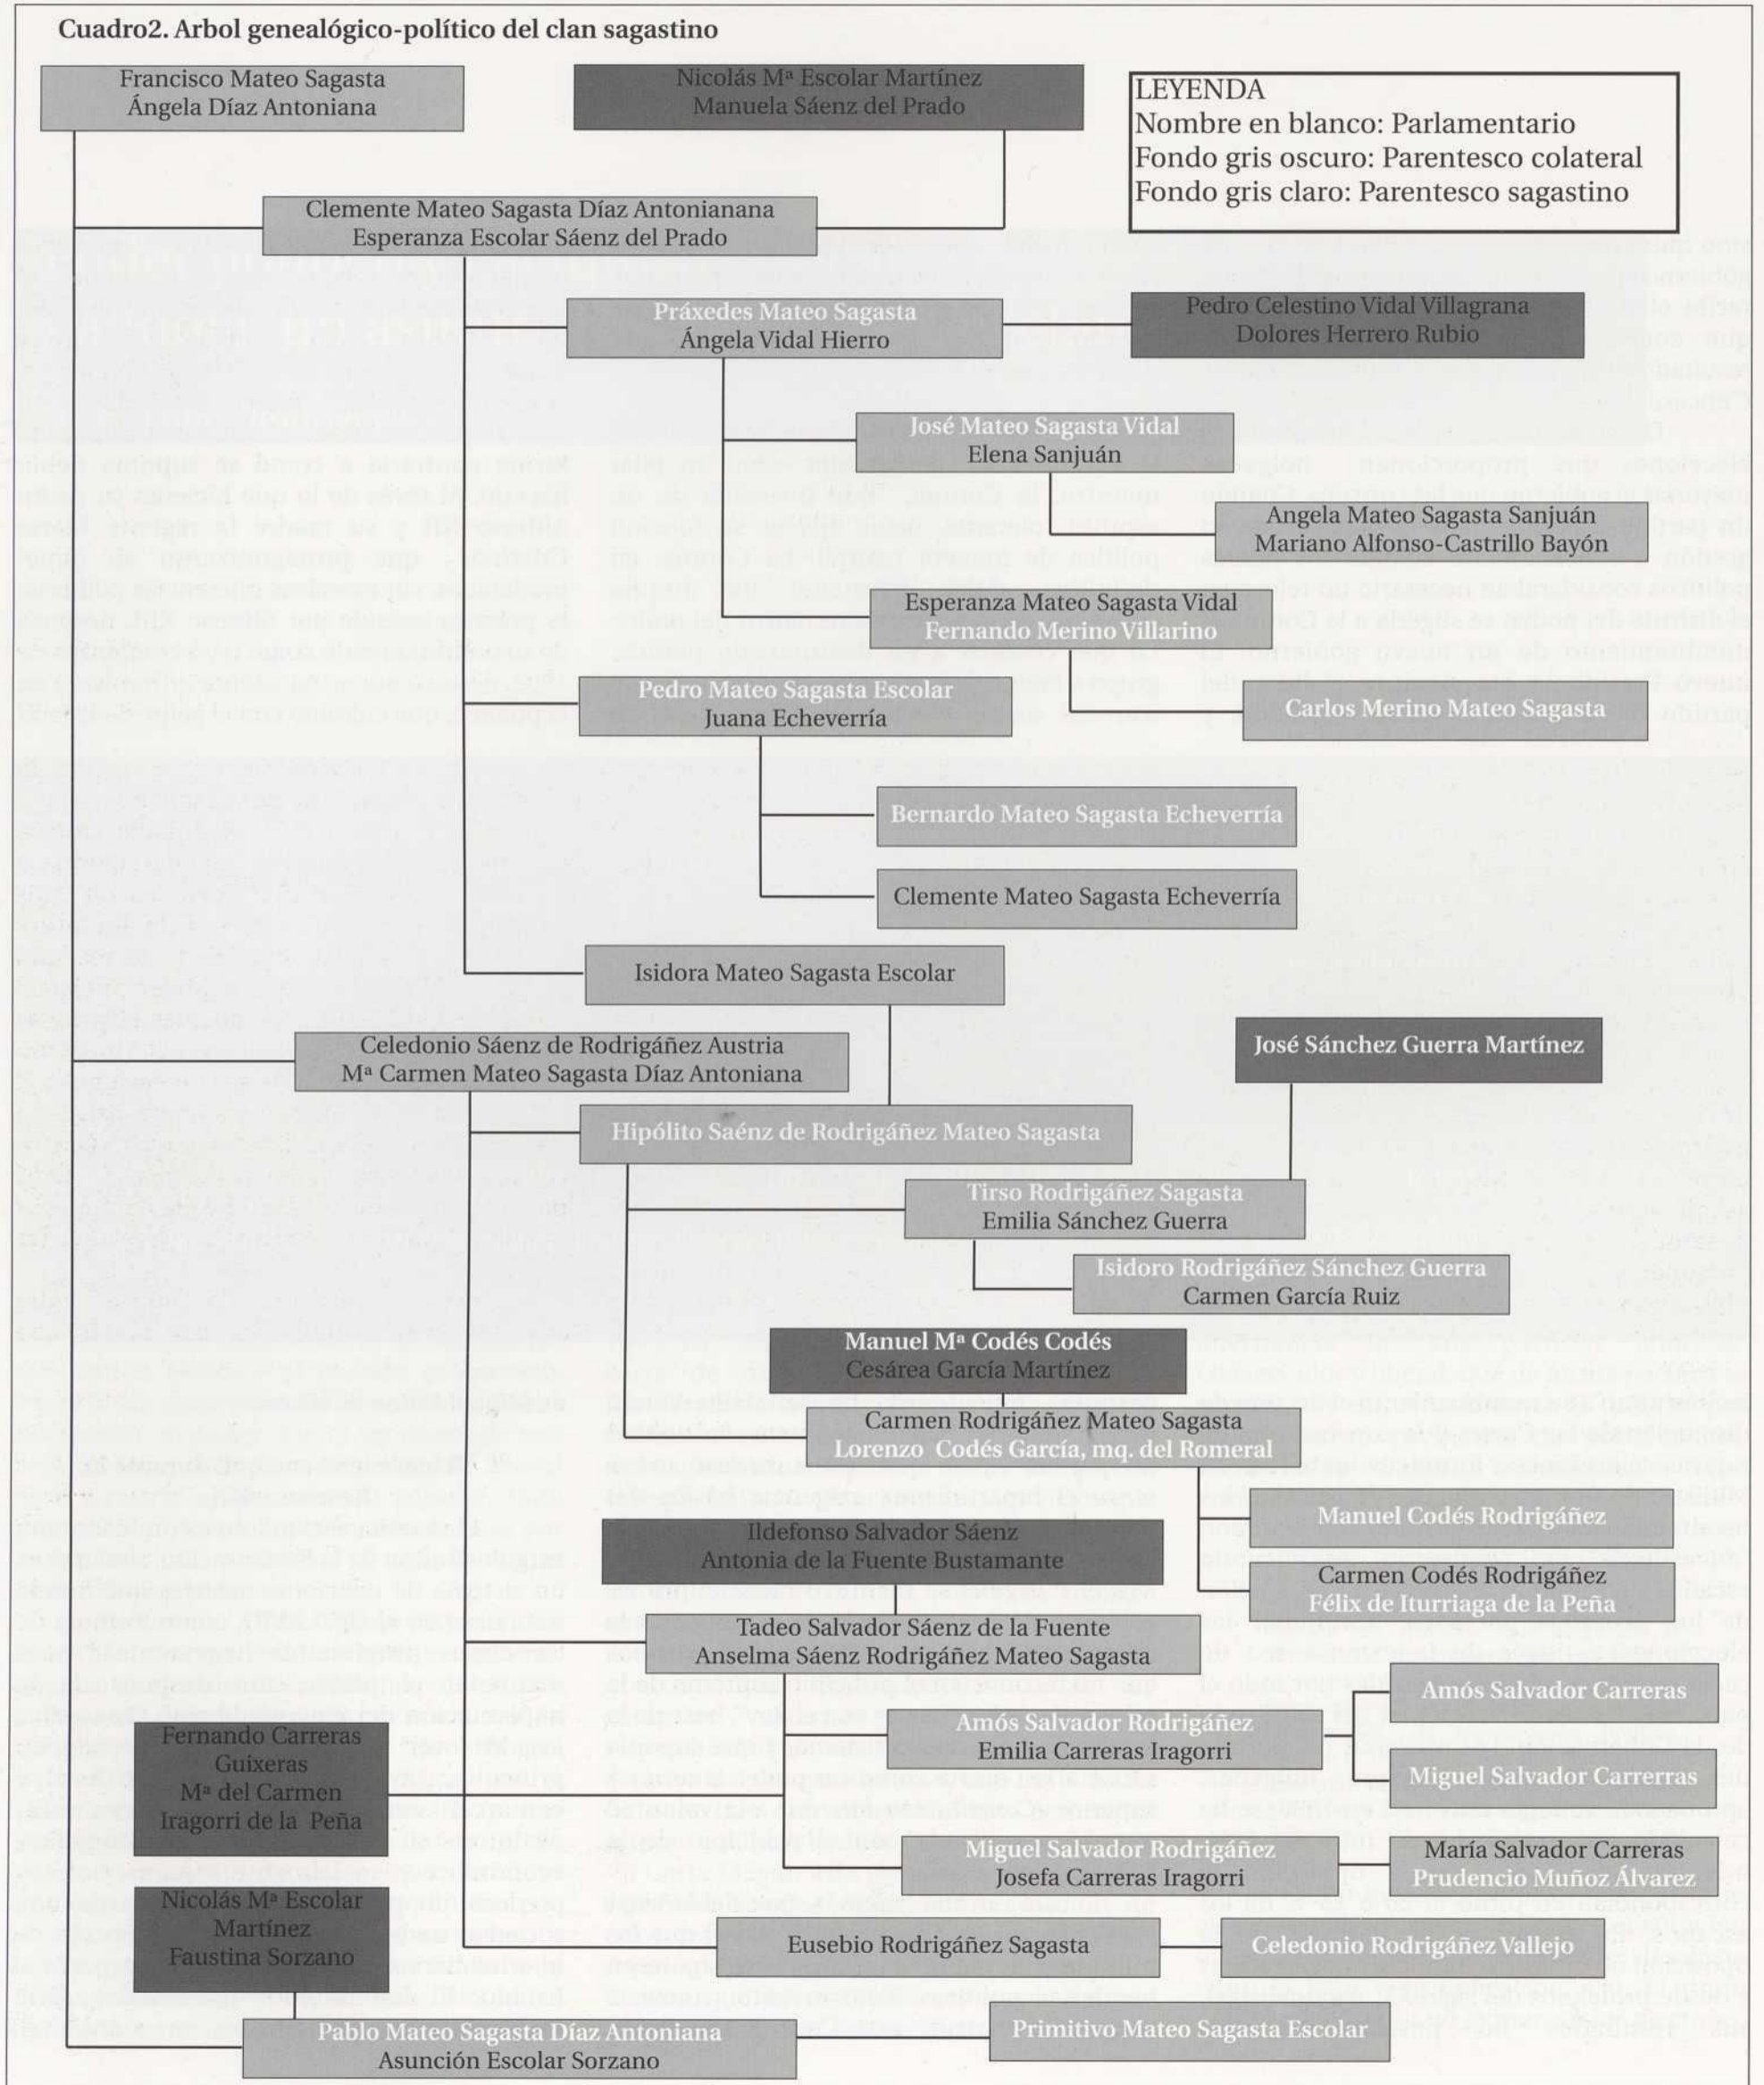 Cuadro2. Arbol genealógico-político del clan sagastino
Francisco Mateo Sagasta
Ángela Díaz Antoniana
Nicolás Mª Escolar Martínez
Manuela Sáenz del Prado
LEYENDA
Nombre en blanco: Parlamentario
Fondo gris oscuro: Parentesco colateral
Fondo gris claro: Parentesco sagastino
Clemente Mateo Sagasta Díaz Antonianana
Esperanza Escolar Sáenz del Prado
Práxedes Mateo Sagasta
Ángela Vidal Hierro
Pedro Celestino Vidal Villagrana
Dolores Herrero Rubio
José Mateo Sagasta Vidal
Elena Sanjuán
Angela Mateo Sagasta Sanjuán
Mariano Alfonso-Castrillo Bayón
Esperanza Mateo Sagasta Vidal
Fernando Merino Villarino
Pedro Mateo Sagasta Escolar
Juana Echeverría
Carlos Merino Mateo Sagasta
Bernardo Mateo Sagasta Echeverría
Clemente Mateo Sagasta Echeverría
Isidora Mateo Sagasta Escolar
Celedonio Sáenz de Rodrigáñez Austria
Mª Carmen Mateo Sagasta Díaz Antoniana
José Sánchez Guerra Martínez
Hipólito Saénz de Rodrigáñez Mateo Sagasta
Tirso Rodrigáñez Sagasta
Emilia Sánchez Guerra
Isidoro Rodrigáñez Sánchez Guerra
Carmen García Ruiz
Manuel Mª Codés Codés
Cesárea García Martínez
Carmen Rodrigáñez Mateo Sagasta
Lorenzo Codés García, mq. del Romeral
Manuel Codés Rodrigáñez
Ildefonso Salvador Sáenz
Antonia de la Fuente Bustamante
Carmen Codés Rodrigáñez
Félix de Iturriaga de la Peña
Tadeo Salvador Sáenz de la Fuente
Anselma Sáenz Rodrigáñez Mateo Sagasta
Amós Salvador Carreras
Amós Salvador Rodrigáñez
Emilia Carreras Iragorri
Miguel Salvador Carrerras
Fernando Carreras
Guixeras
Mª del Carmen
Iragorri de la Peña
Miguel Salvador Rodrigáñez
Josefa Carreras Iragorri
María Salvador Carreras
Prudencio Muñoz Álvarez
Nicolás Mª Escolar
Martínez
Faustina Sorzano
Eusebio Rodrigáñez Sagasta
Celedonio Rodrigáñez Vallejo
Pablo Mateo Sagasta Díaz Antoniana
Asunción Escolar Sorzano
Primitivo Mateo Sagasta Escolar